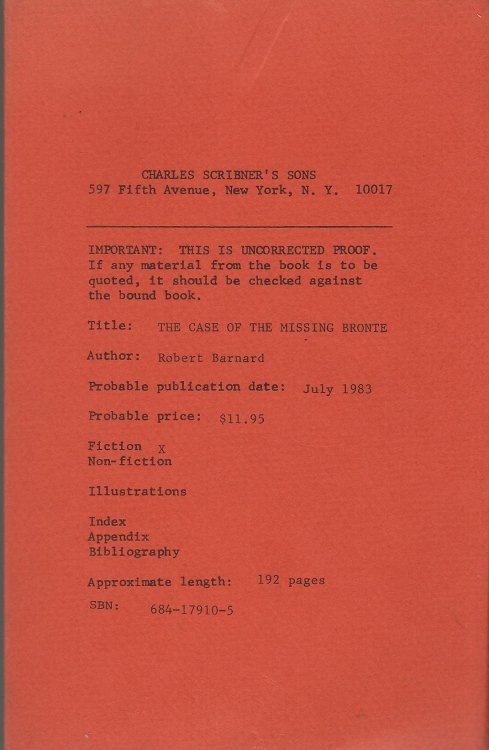 CHARLES SCRIBNER'S SONS
597 Fifth Avenue, New York, N. Y. 10017
IMPORTANT: THIS IS UNCORRECTED PROOF.
If any material from the book is to be
quoted, it should be checked against
the bound book.
Title: THE CASE OF THE MISSING BRONTE
Author: Robert Barnard
Probable publication date: July 1983
Probable price: $11.95
Fiction X
Non-fiction
Illustrations
Index
Appendix
Bibliography
Approximate length: 192 pages
SBN: 684-17910-5